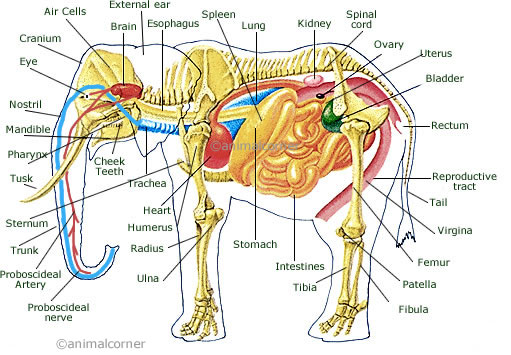 External ear
Air Cells
Brain
Esophagus
Spleen
Lung
Kidney
Spinal
cord
Cranium
Ovary
Eye
Uterus
Bladder
Nostril
Mandible
Rectum
Pharynx
©animalcorner
Cheek
Teeth
Tusk
Trachea
Reproductive
tract
Tail
Sternum
Heart
Humerus
Virgina
Trunk
Radius
Stomach
Femur
Proboscideal
Artery
Ulna
Intestines
Tibia
Patella
Proboscideal
nerve
Fibula
©animalcorner